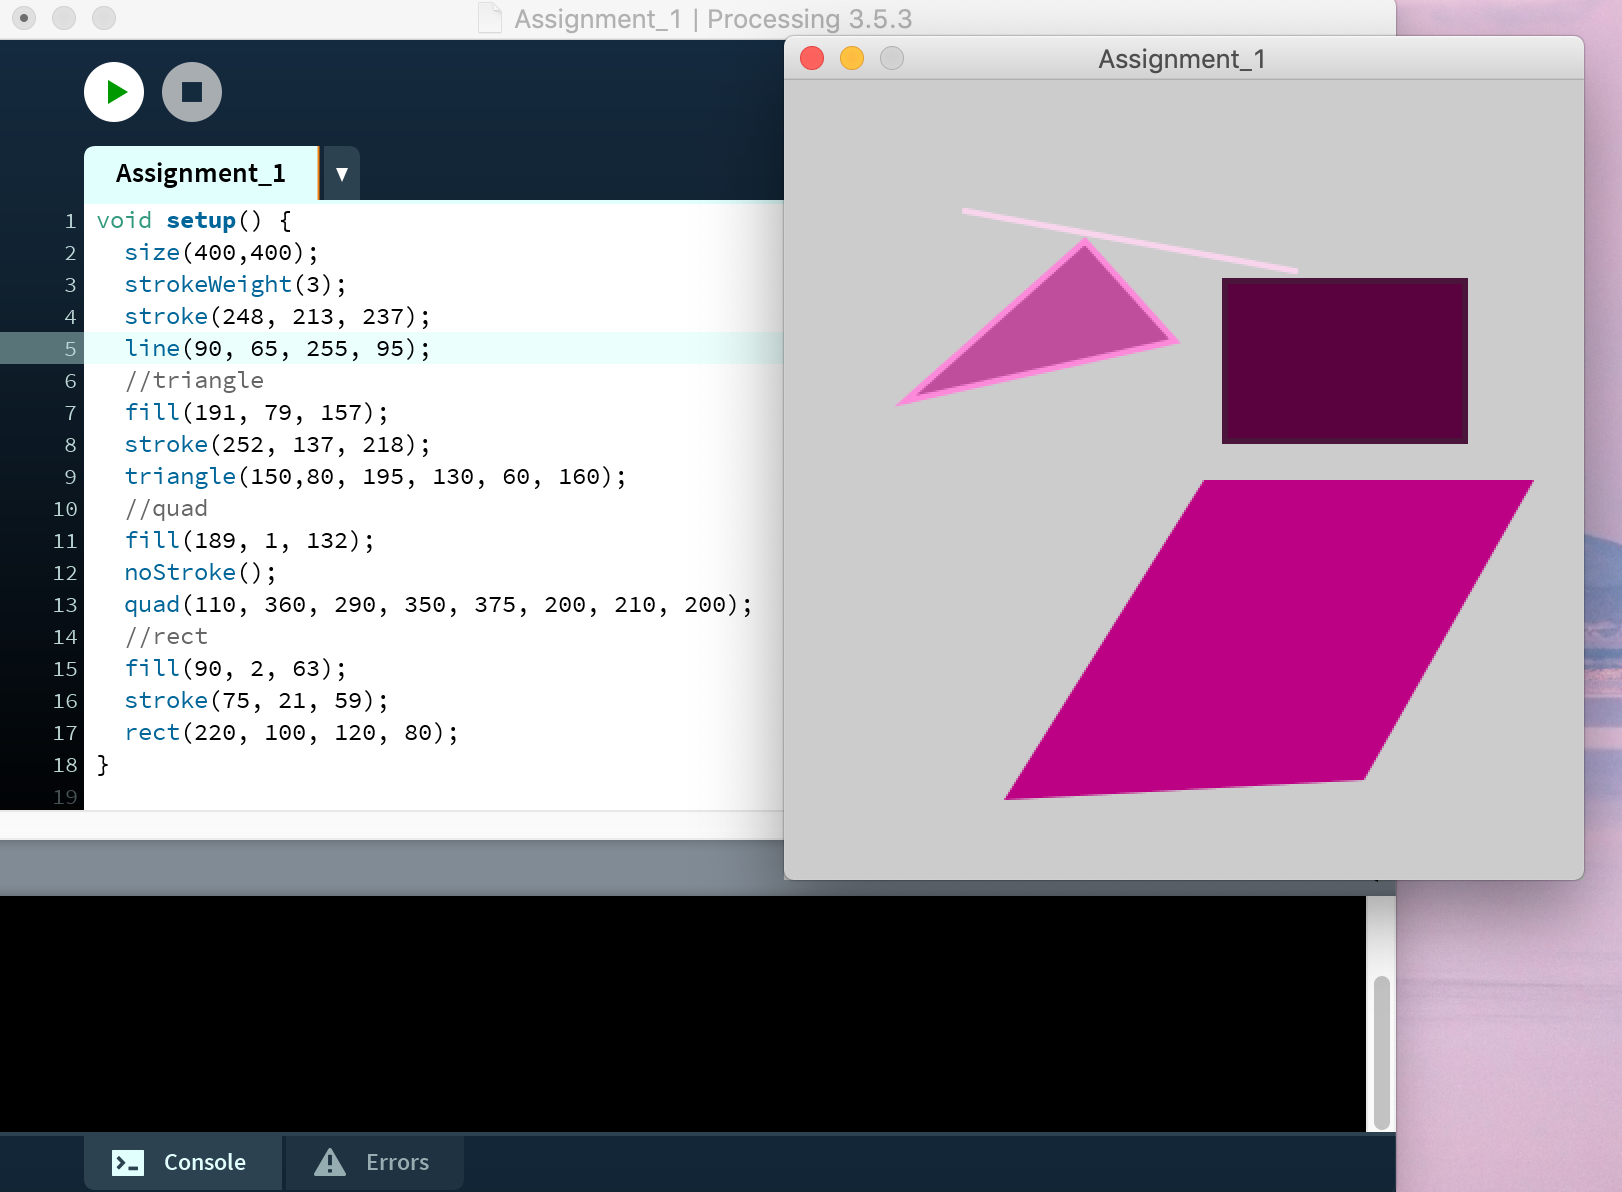 Assignment_1 | Processing 3.5.3
Assignment_1
Assignment_1 ▼
1 void setup() {
2   size(400,400);
3   strokeWeight(3);
4   stroke(248, 213, 237);
5   line(90, 65, 255, 95);
6   //triangle
7   fill(191, 79, 157);
8   stroke(252, 137, 218);
9   triangle(150,80, 195, 130, 60, 160);
10   //quad
11   fill(189, 1, 132);
12   noStroke();
13   quad(110, 360, 290, 350, 375, 200, 210, 200);
14   //rect
15   fill(90, 2, 63);
16   stroke(75, 21, 59);
17   rect(220, 100, 120, 80);
18 }
19
Console Errors